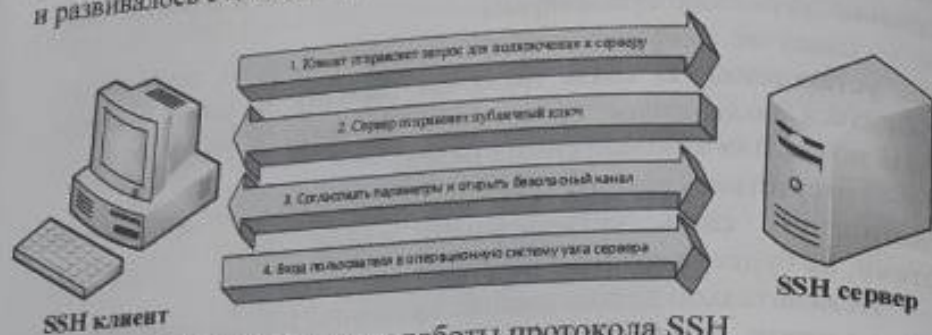 и развивалось
1. Клиент отправляет запрос для подключения к серверу
2. Сервер отправляет публичный ключ
3. Согласовать параметры и открыть безопасный канал
4. Вход пользователя в операционную систему узла сервера
SSH клиент
SSH сервер
работы протокола SSH